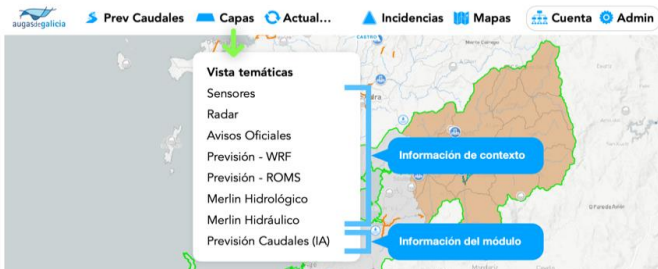 augasdegalicia
Prev Caudales
Capas
Actual...
Incidencias
Mapas
Cuenta
Admin
CASTRO
Vista temáticas
Sensores
Radar
Avisos Oficiales
Previsión - WRF
Previsión - ROMS
Merlin Hidrológico
Merlin Hidráulico
Previsión Caudales (IA)
Información de contexto
Información del módulo